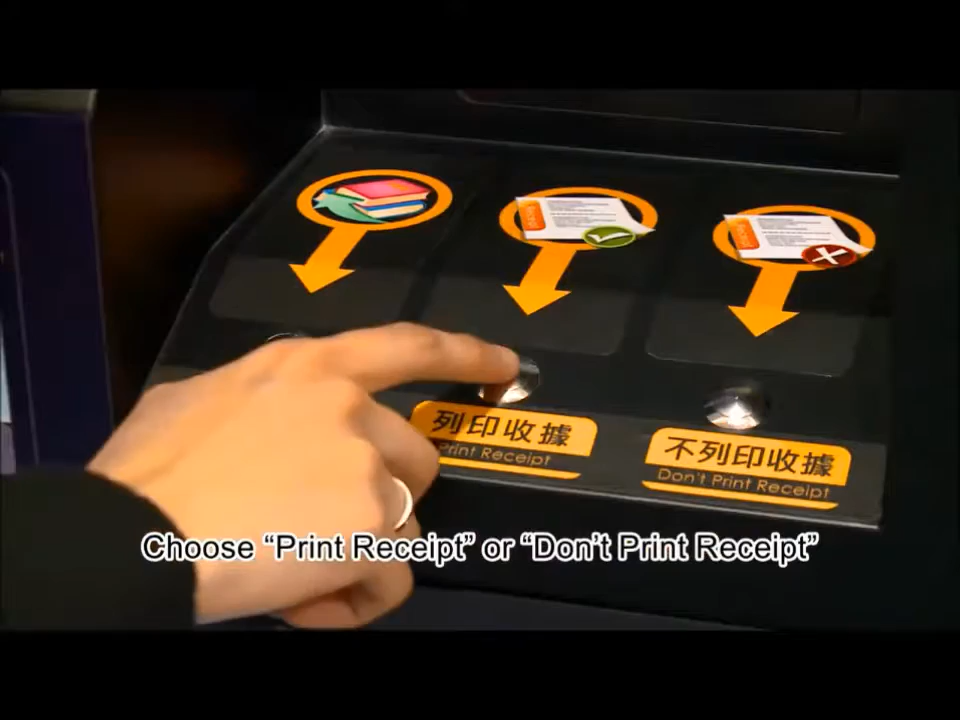 列印收據
Print Receipt
不列印收據
Don't Print Receipt
Choose “Print Receipt” or “Don't Print Receipt”